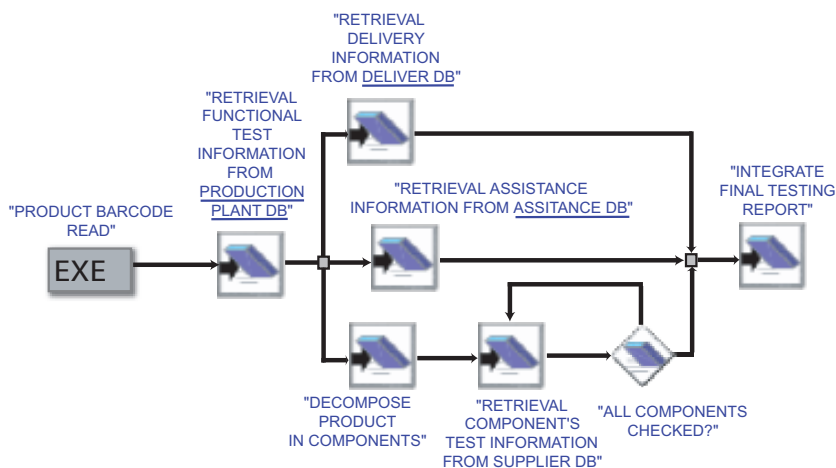 "RETRIEVAL
DELIVERY
INFORMATION
FROM DELIVER DB"
"RETRIEVAL
FUNCTIONAL
TEST
INFORMATION
FROM
PRODUCTION
PLANT DB"
"RETRIEVAL ASSISTANCE
INFORMATION FROM ASSITANCE DB"
"INTEGRATE
FINAL TESTING
REPORT"
"PRODUCT BARCODE
READ"
EXE
"DECOMPOSE
PRODUCT
IN COMPONENTS"
"RETRIEVAL
COMPONENT'S
TEST INFORMATION
FROM SUPPLIER DB"
"ALL COMPONENTS
CHECKED?"